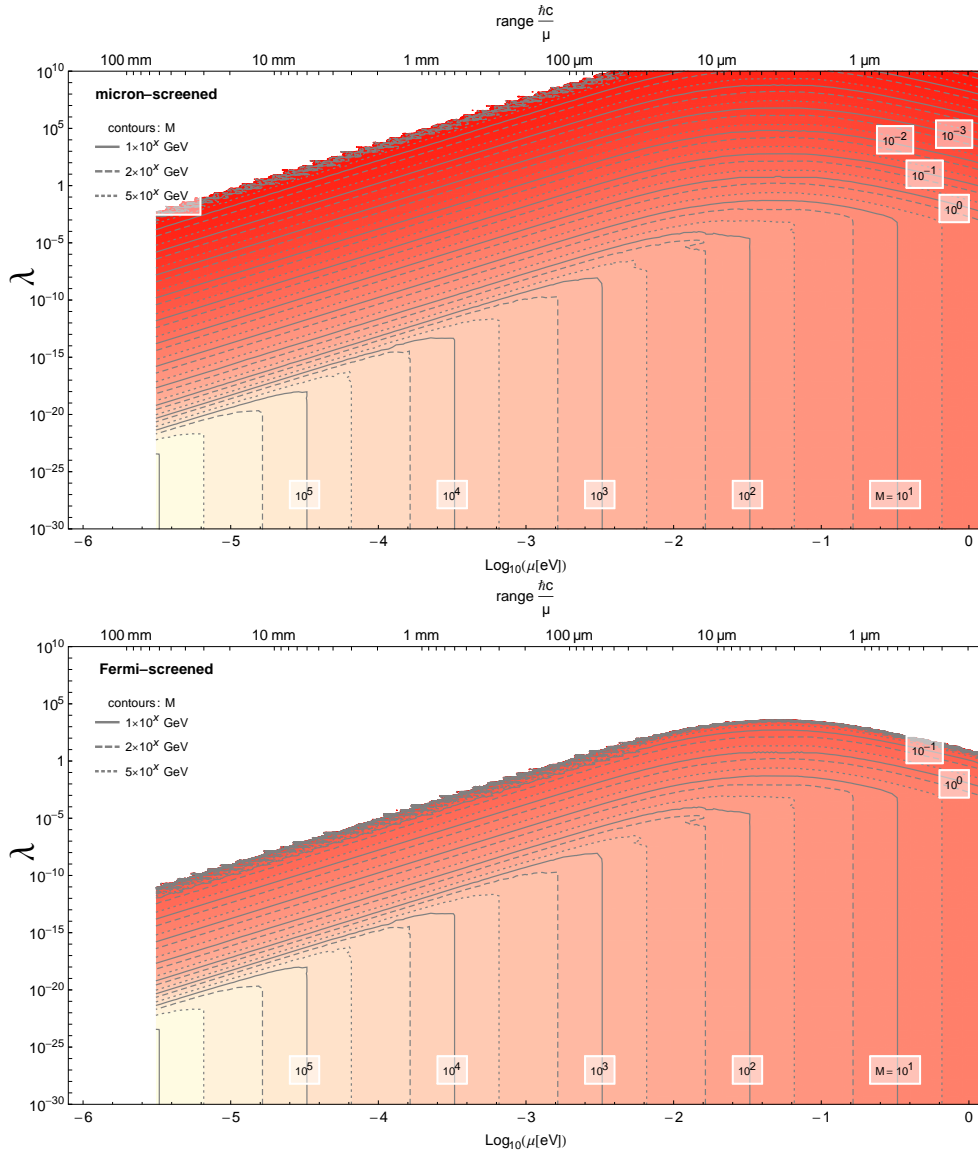 range ħc/μ
100 mm 10 mm 1 mm 100 μm 10 μm 1 μm
micron–screened
contours: M
1×10^x GeV
2×10^x GeV
5×10^x GeV
λ
10^10
10^5
1
10^−5
10^−10
10^−15
10^−20
10^−25
10^−30
10^−2 10^−3
10^−1
10^0
10^5 10^4 10^3 10^2 M = 10^1
−6 −5 −4 −3 −2 −1 0
Log10(μ[eV])
range ħc/μ
100 mm 10 mm 1 mm 100 μm 10 μm 1 μm
Fermi–screened
contours: M
1×10^x GeV
2×10^x GeV
5×10^x GeV
λ
10^10
10^5
1
10^−5
10^−10
10^−15
10^−20
10^−25
10^−30
10^−1
10^0
10^5 10^4 10^3 10^2 M = 10^1
−6 −5 −4 −3 −2 −1 0
Log10(μ[eV])